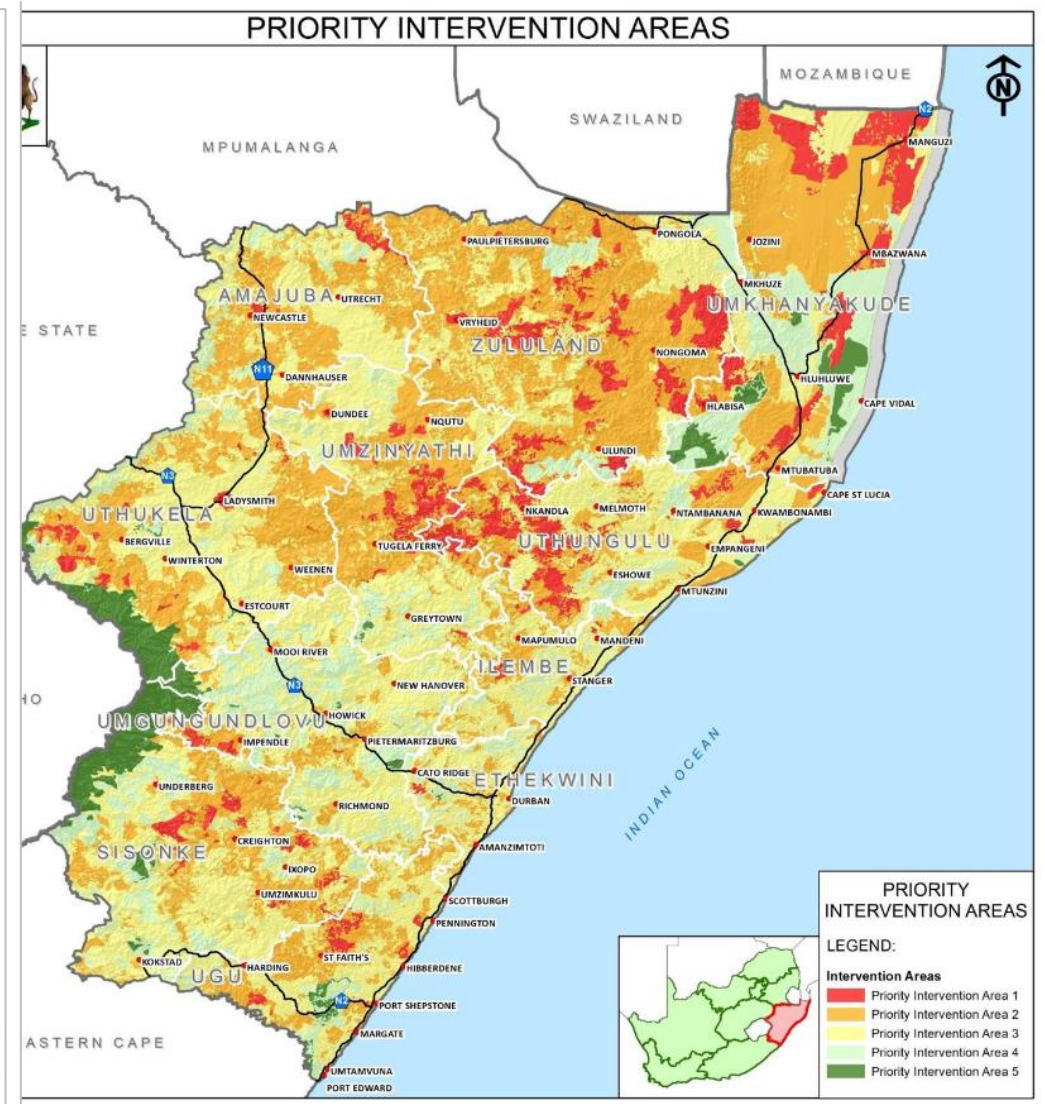 PRIORITY INTERVENTION AREAS
MOZAMBIQUE
N
SWAZILAND
N2
MPUMALANGA
MANGUZI
PONGOLA
PAULPIETERSBURG
JOZINI
MBAZWANA
MKHUZE
AMAJUBA
UTRECHT
UMKHANYAKUDE
NEWCASTLE
VRYHEID
E STATE
ZULULAND
NONGOMA
N11
DANNHAUSER
HLUHLUWE
CAPE VIDAL
HLABISA
DUNDEE
NQUTU
UMZINYATHI
ULUNDI
MTUBATUBA
N3
CAPE ST LUCIA
LADYSMITH
NKANDLA
MELMOTH
NTAMBANANA
KWAMBONAMBI
UTHUKELA
BERGVILLE
TUGELA FERRY
UTHUNGULU
EMPANGENI
WINTERTON
WEENEN
ESHOWE
MTUNZINI
ESTCOURT
GREYTOWN
MAPUMULO
MANDENI
MOOI RIVER
ILEMBE
STANGER
N3
NEW HANOVER
HO
UMGUNGUNDLOVU
HOWICK
IMPENDLE
PIETERMARITZBURG
CATO RIDGE
ETHEKWINI
INDIAN OCEAN
UNDERBERG
DURBAN
RICHMOND
CREIGHTON
AMANZIMTOTI
SISONKE
IXOPO
UMZIMKULU
SCOTTBURGH
PENNINGTON
KOKSTAD
HARDING
ST FAITH'S
HIBBERDENE
UGU
N2
PORT SHEPSTONE
MARGATE
ASTERN CAPE
UMTAMVUNA
PORT EDWARD
PRIORITY
INTERVENTION AREAS
LEGEND:
Intervention Areas
Priority Intervention Area 1
Priority Intervention Area 2
Priority Intervention Area 3
Priority Intervention Area 4
Priority Intervention Area 5